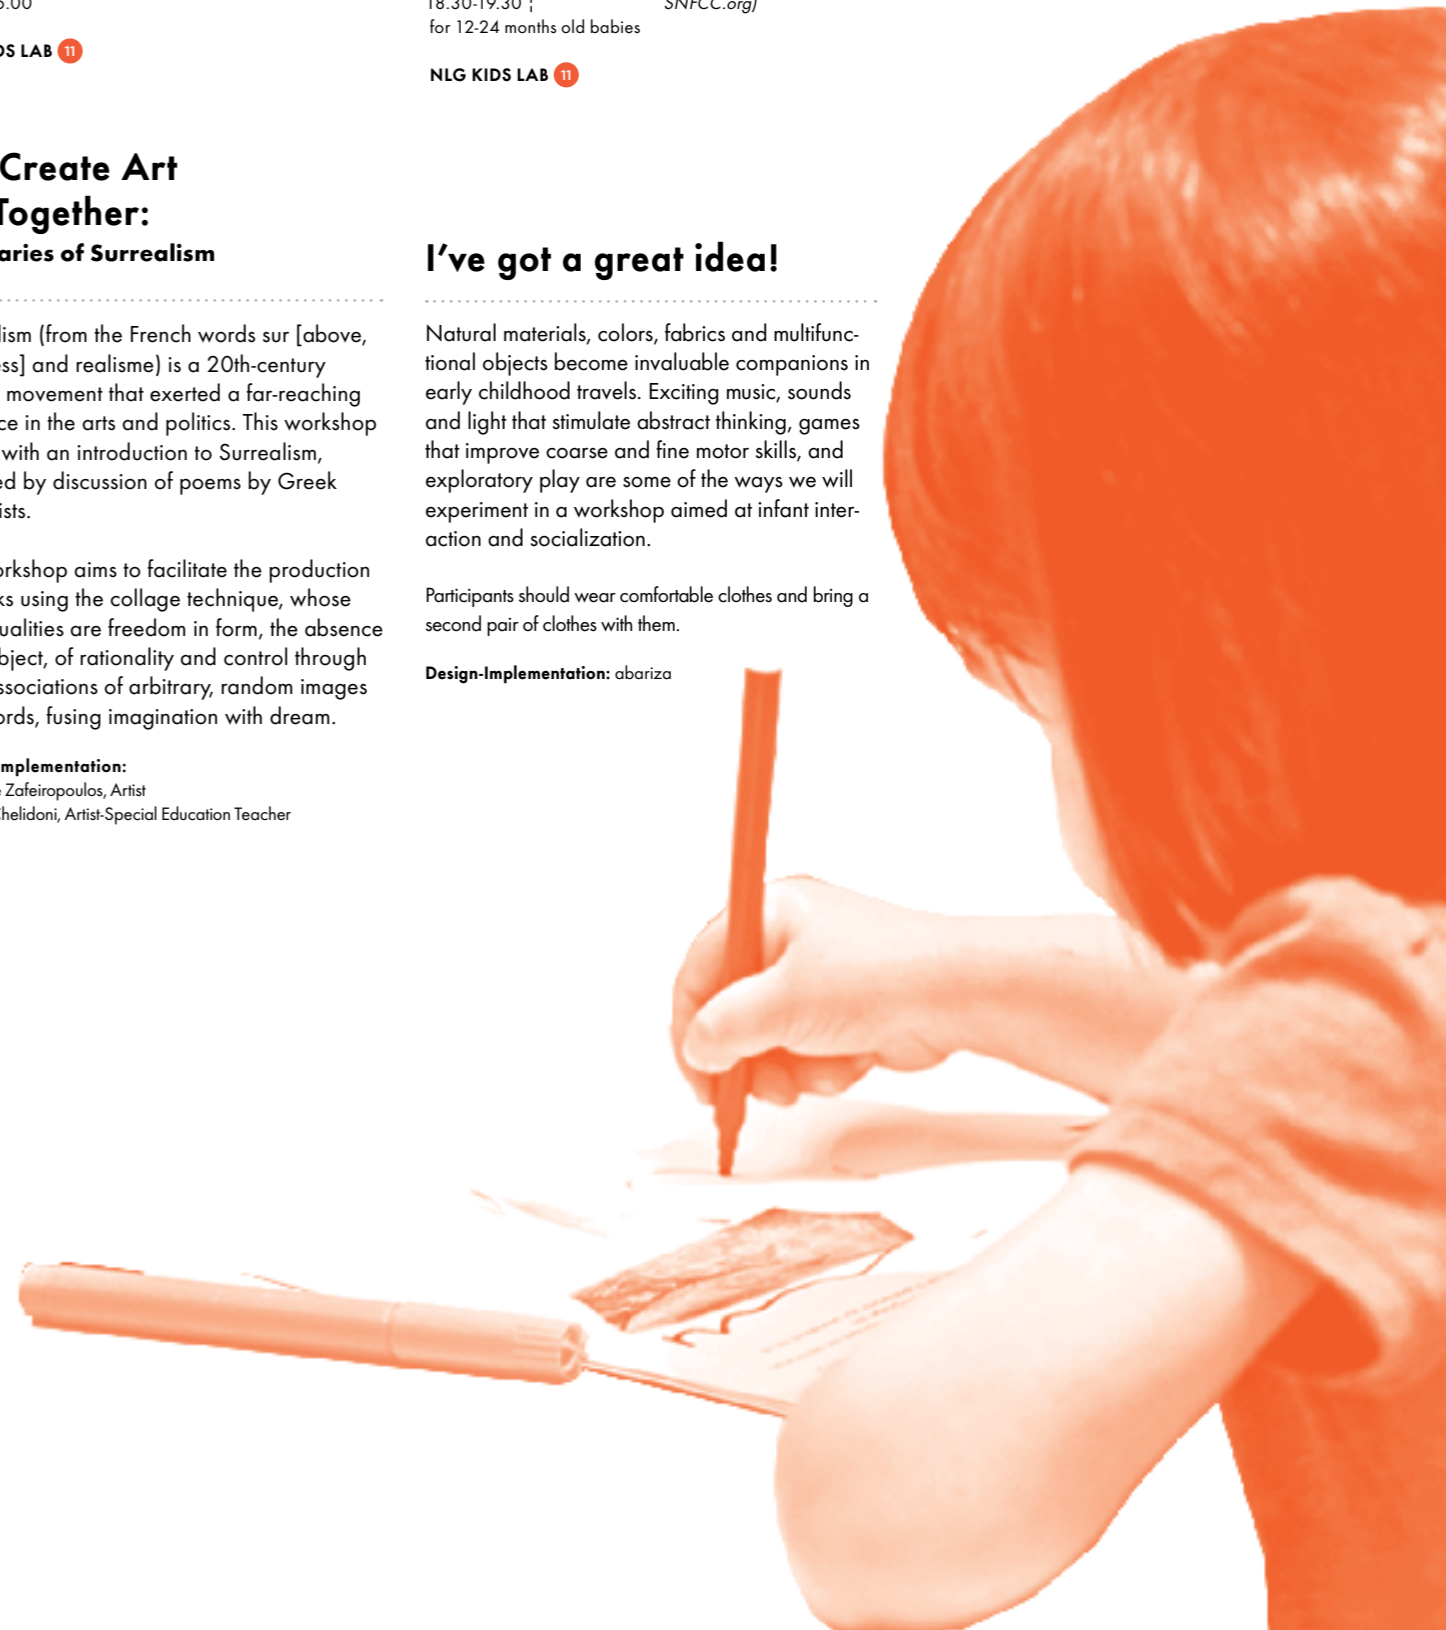 DS LAB 11
Create Art
Together:
aries of Surrealism
lism (from the French words sur [above,
ss] and realisme) is a 20th-century
movement that exerted a far-reaching
ce in the arts and politics. This workshop
with an introduction to Surrealism,
ed by discussion of poems by Greek
ists.
orkshop aims to facilitate the production
ks using the collage technique, whose
ualities are freedom in form, the absence
bject, of rationality and control through
ssociations of arbitrary, random images
ords, fusing imagination with dream.
mplementation:
Zafeiropoulos, Artist
Chelidoni, Artist-Special Education Teacher
18.30-19.30 ¦
SNFCC.org)
for 12-24 months old babies
NLG KIDS LAB 11
I’ve got a great idea!
Natural materials, colors, fabrics and multifunc-
tional objects become invaluable companions in
early childhood travels. Exciting music, sounds
and light that stimulate abstract thinking, games
that improve coarse and fine motor skills, and
exploratory play are some of the ways we will
experiment in a workshop aimed at infant inter-
action and socialization.
Participants should wear comfortable clothes and bring a
second pair of clothes with them.
Design-Implementation: abariza